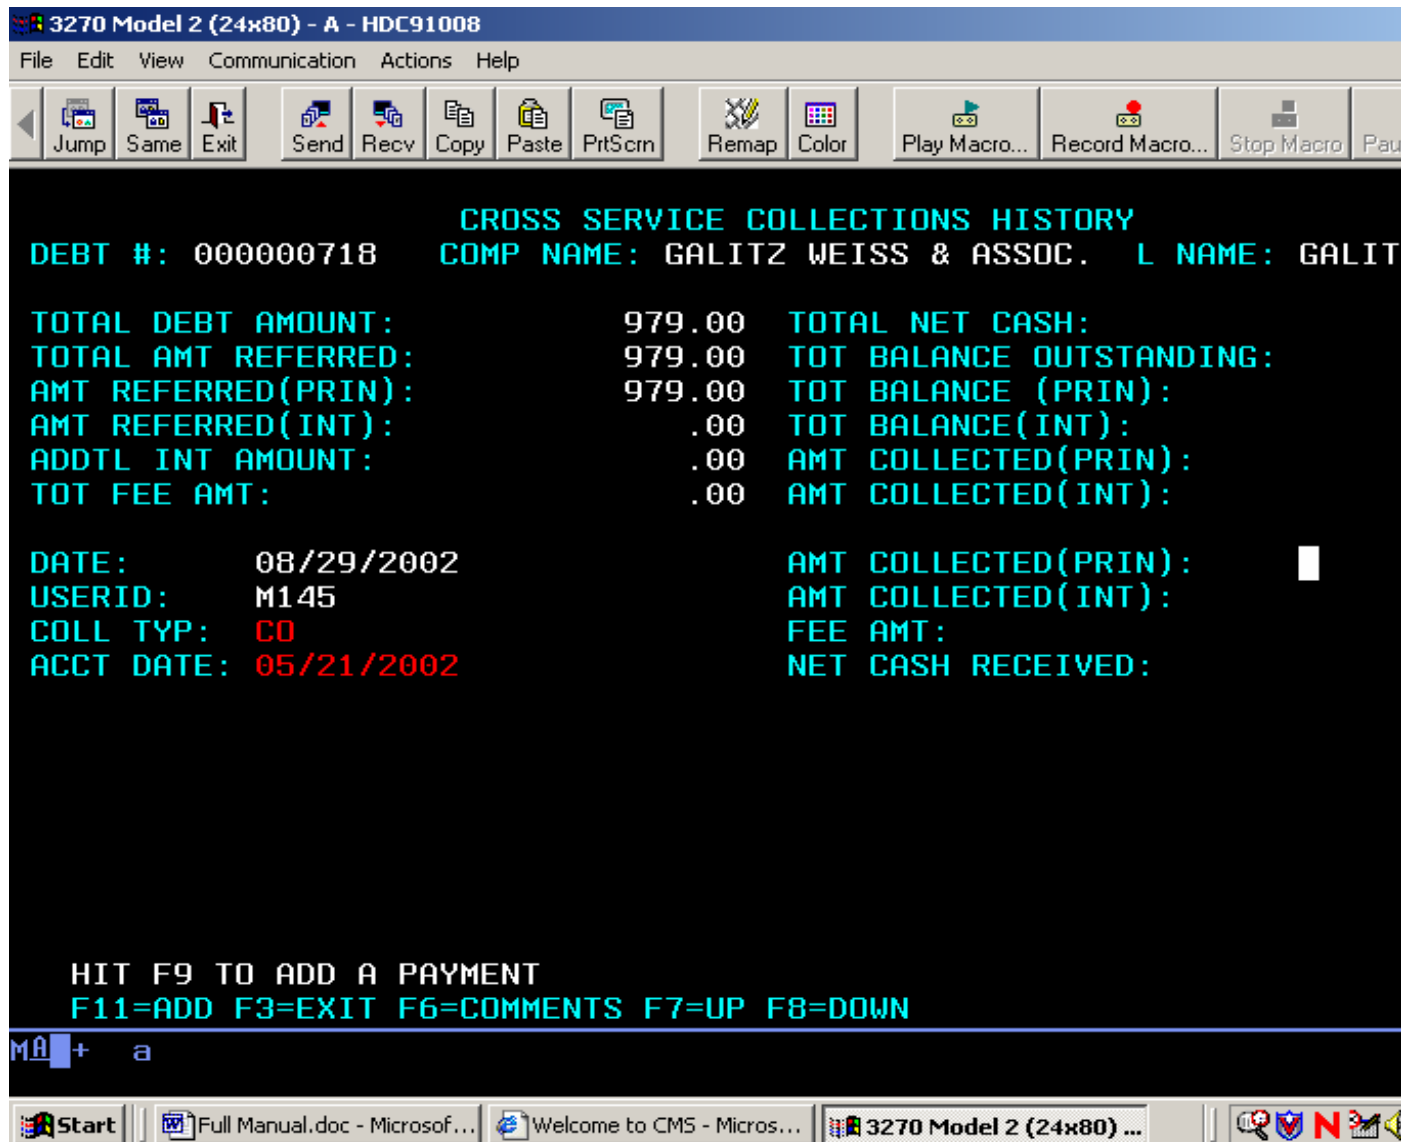 3270 Model 2 (24x80) - A - HDC91008
File Edit View Communication Actions Help
Jump Same Exit Send Recv Copy Paste PrtScrn Remap Color Play Macro... Record Macro... Stop Macro Pau
CROSS SERVICE COLLECTIONS HISTORY
DEBT #: 000000718 COMP NAME: GALITZ WEISS & ASSOC. L NAME: GALIT
TOTAL DEBT AMOUNT: 979.00 TOTAL NET CASH:
TOTAL AMT REFERRED: 979.00 TOT BALANCE OUTSTANDING:
AMT REFERRED(PRIN): 979.00 TOT BALANCE (PRIN):
AMT REFERRED(INT): .00 TOT BALANCE(INT):
ADDTL INT AMOUNT: .00 AMT COLLECTED(PRIN):
TOT FEE AMT: .00 AMT COLLECTED(INT):
DATE: 08/29/2002 AMT COLLECTED(PRIN):
USERID: M145 AMT COLLECTED(INT):
COLL TYP: CO FEE AMT:
ACCT DATE: 05/21/2002 NET CASH RECEIVED:
HIT F9 TO ADD A PAYMENT
F11=ADD F3=EXIT F6=COMMENTS F7=UP F8=DOWN
MA + a
Start Full Manual.doc - Microsof... Welcome to CMS - Micros... 3270 Model 2 (24x80) ... N